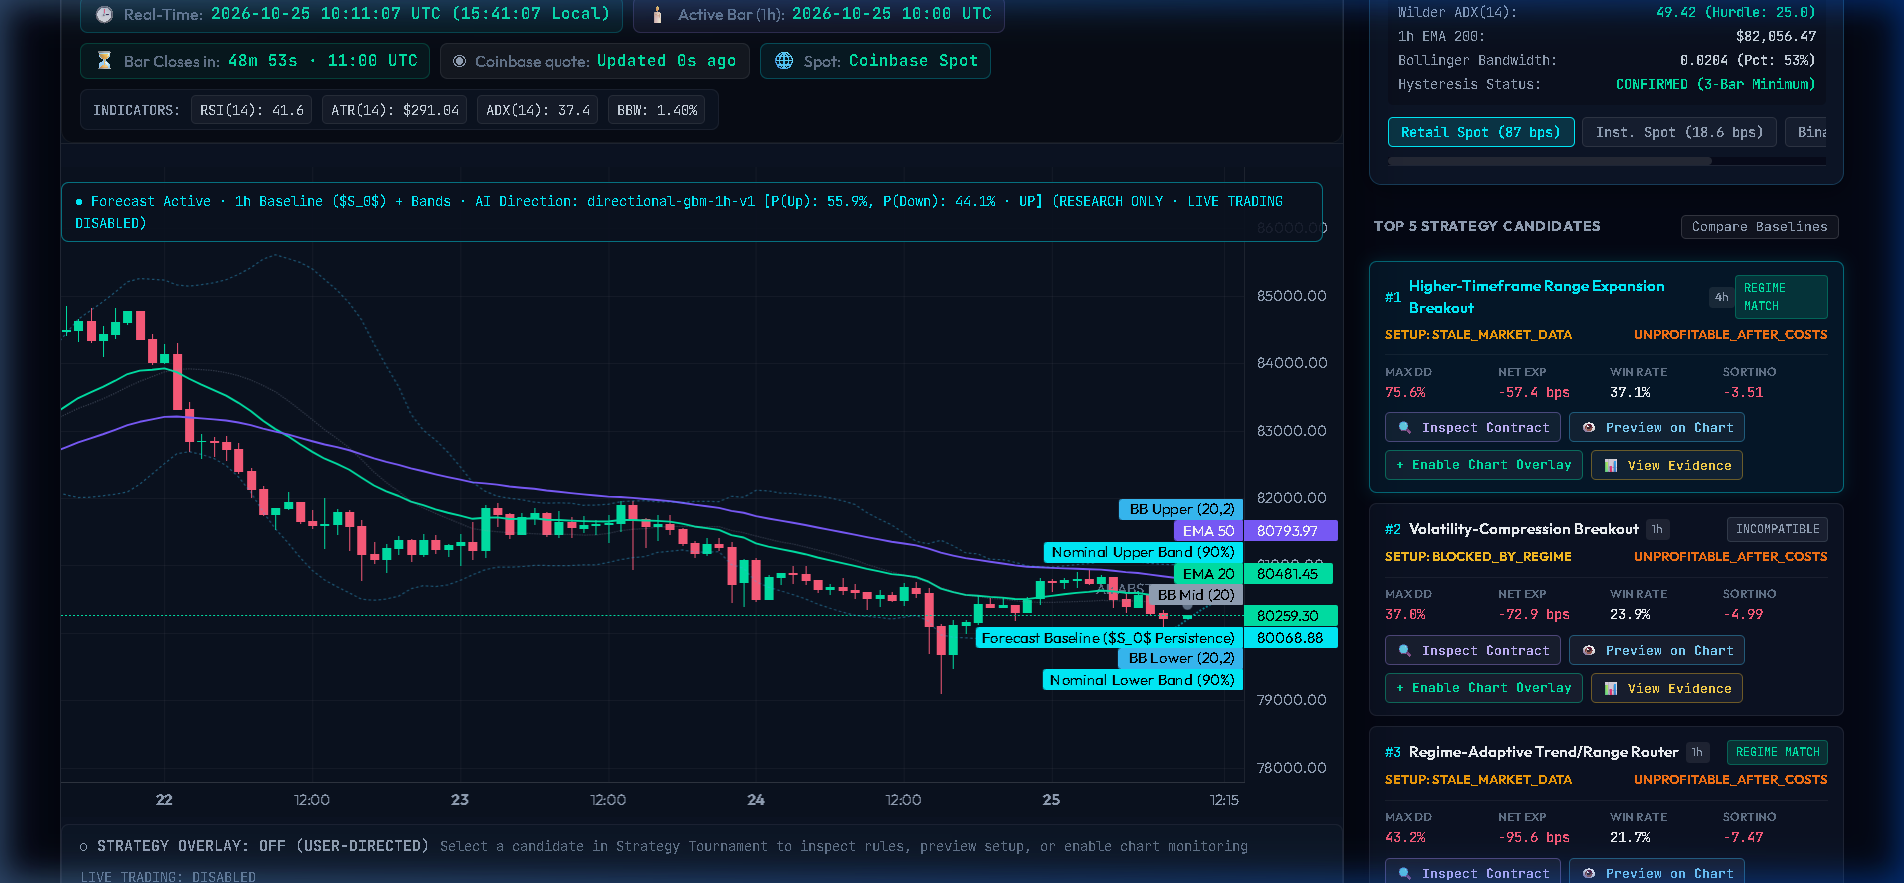 Real-Time: 2026-10-25 10:11:07 UTC (15:41:07 Local)
Active Bar (1h): 2026-10-25 10:00 UTC
Bar Closes in: 48m 53s · 11:00 UTC
Coinbase quote: Updated 0s ago
Spot: Coinbase Spot
INDICATORS: RSI(14): 41.6 ATR(14): $291.04 ADX(14): 37.4 BBW: 1.40%
● Forecast Active · 1h Baseline ($S_0$) + Bands · AI Direction: directional-gbm-1h-v1 [P(Up): 55.9%, P(Down): 44.1% · UP] (RESEARCH ONLY · LIVE TRADING
DISABLED)
86000.00
85000.00
84000.00
83000.00
82000.00
BB Upper (20,2)
EMA 50 80793.97
Nominal Upper Band (90%)
EMA 20 80481.45
BB Mid (20)
80259.30
Forecast Baseline ($S_0$ Persistence) 80068.88
BB Lower (20,2)
Nominal Lower Band (90%)
79000.00
78000.00
22 12:00 23 12:00 24 12:00 25 12:15
○ STRATEGY OVERLAY: OFF (USER-DIRECTED) Select a candidate in Strategy Tournament to inspect rules, preview setup, or enable chart monitoring
LIVE TRADING: DISABLED
Wilder ADX(14): 49.42 (Hurdle: 25.0)
1h EMA 200: $82,056.47
Bollinger Bandwidth: 0.0204 (Pct: 53%)
Hysteresis Status: CONFIRMED (3-Bar Minimum)
Retail Spot (87 bps) Inst. Spot (18.6 bps) Bina
TOP 5 STRATEGY CANDIDATES Compare Baselines
#1 Higher-Timeframe Range Expansion
Breakout
4h
REGIME
MATCH
SETUP: STALE_MARKET_DATA UNPROFITABLE_AFTER_COSTS
MAX DD NET EXP WIN RATE SORTINO
75.6% -57.4 bps 37.1% -3.51
Inspect Contract Preview on Chart
+ Enable Chart Overlay View Evidence
#2 Volatility-Compression Breakout 1h INCOMPATIBLE
SETUP: BLOCKED_BY_REGIME UNPROFITABLE_AFTER_COSTS
MAX DD NET EXP WIN RATE SORTINO
37.0% -72.9 bps 23.9% -4.99
Inspect Contract Preview on Chart
+ Enable Chart Overlay View Evidence
#3 Regime-Adaptive Trend/Range Router 1h REGIME MATCH
SETUP: STALE_MARKET_DATA UNPROFITABLE_AFTER_COSTS
MAX DD NET EXP WIN RATE SORTINO
43.2% -95.6 bps 21.7% -7.47
Inspect Contract Preview on Chart